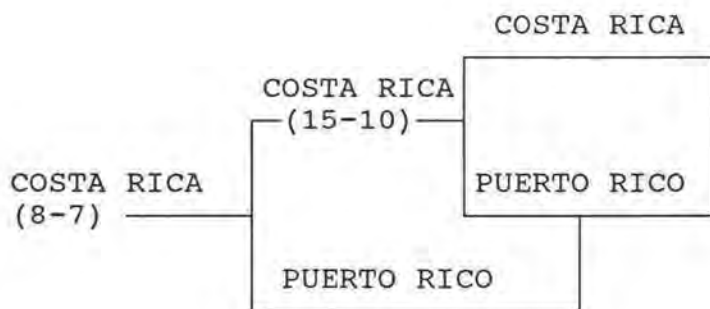 COSTA RICA
COSTA RICA
(15-10)
COSTA RICA
(8-7)
PUERTO RICO
PUERTO RICO